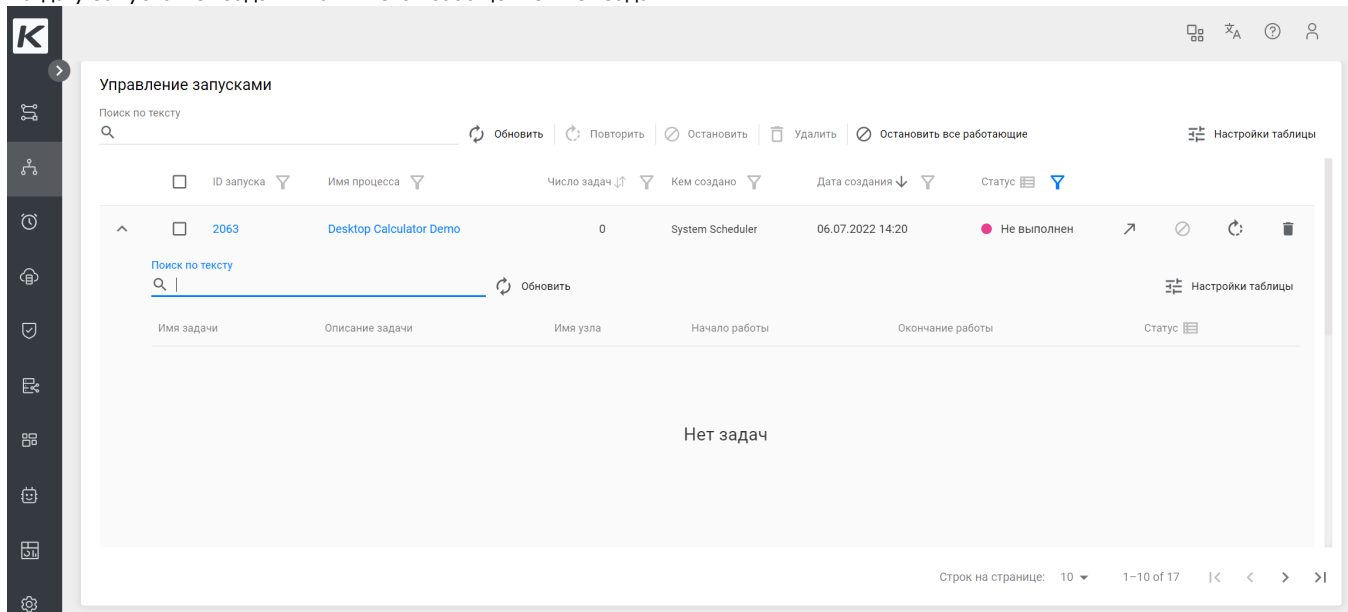 K
Управление запусками
Поиск по тексту
Обновить Повторить Остановить Удалить Остановить все работающие Настройки таблицы
ID запуска Имя процесса Число задач Кем создано Дата создания Статус
2063 Desktop Calculator Demo 0 System Scheduler 06.07.2022 14:20 Не выполнен
Поиск по тексту
Обновить Настройки таблицы
Имя задачи Описание задачи Имя узла Начало работы Окончание работы Статус
Нет задач
Строк на странице: 10 1–10 of 17